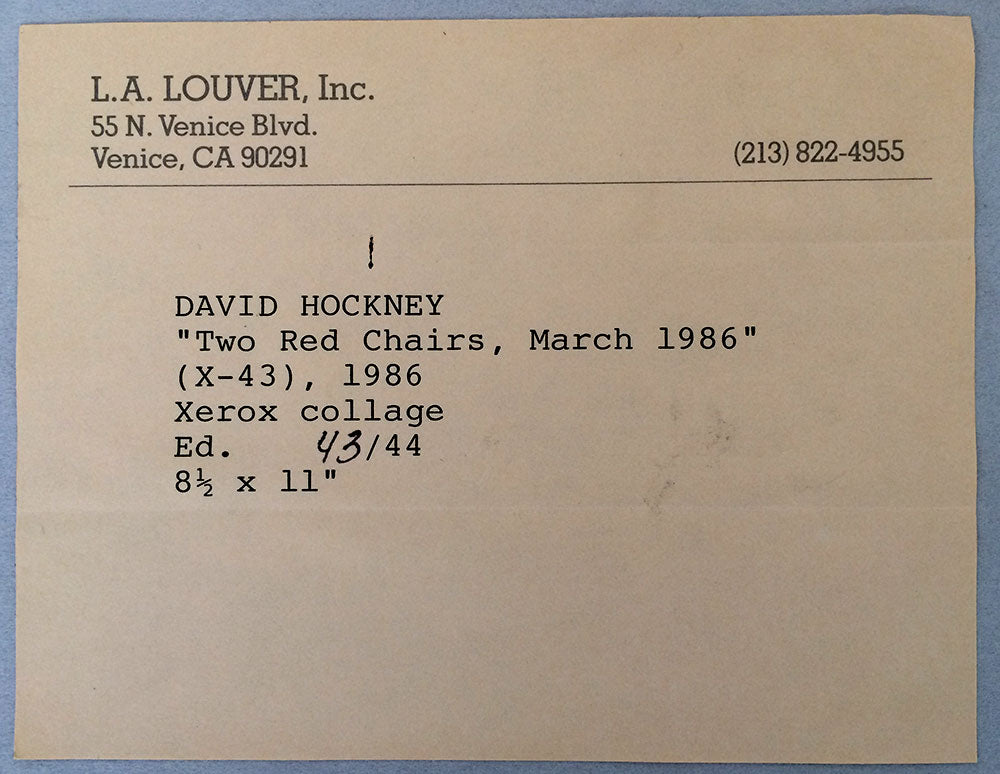 L.A. LOUVER, Inc.
55 N. Venice Blvd.
Venice, CA 90291
(213) 822-4955
DAVID HOCKNEY
"Two Red Chairs, March 1986"
(X-43), 1986
Xerox collage
Ed. 43/44
8½ x 11"